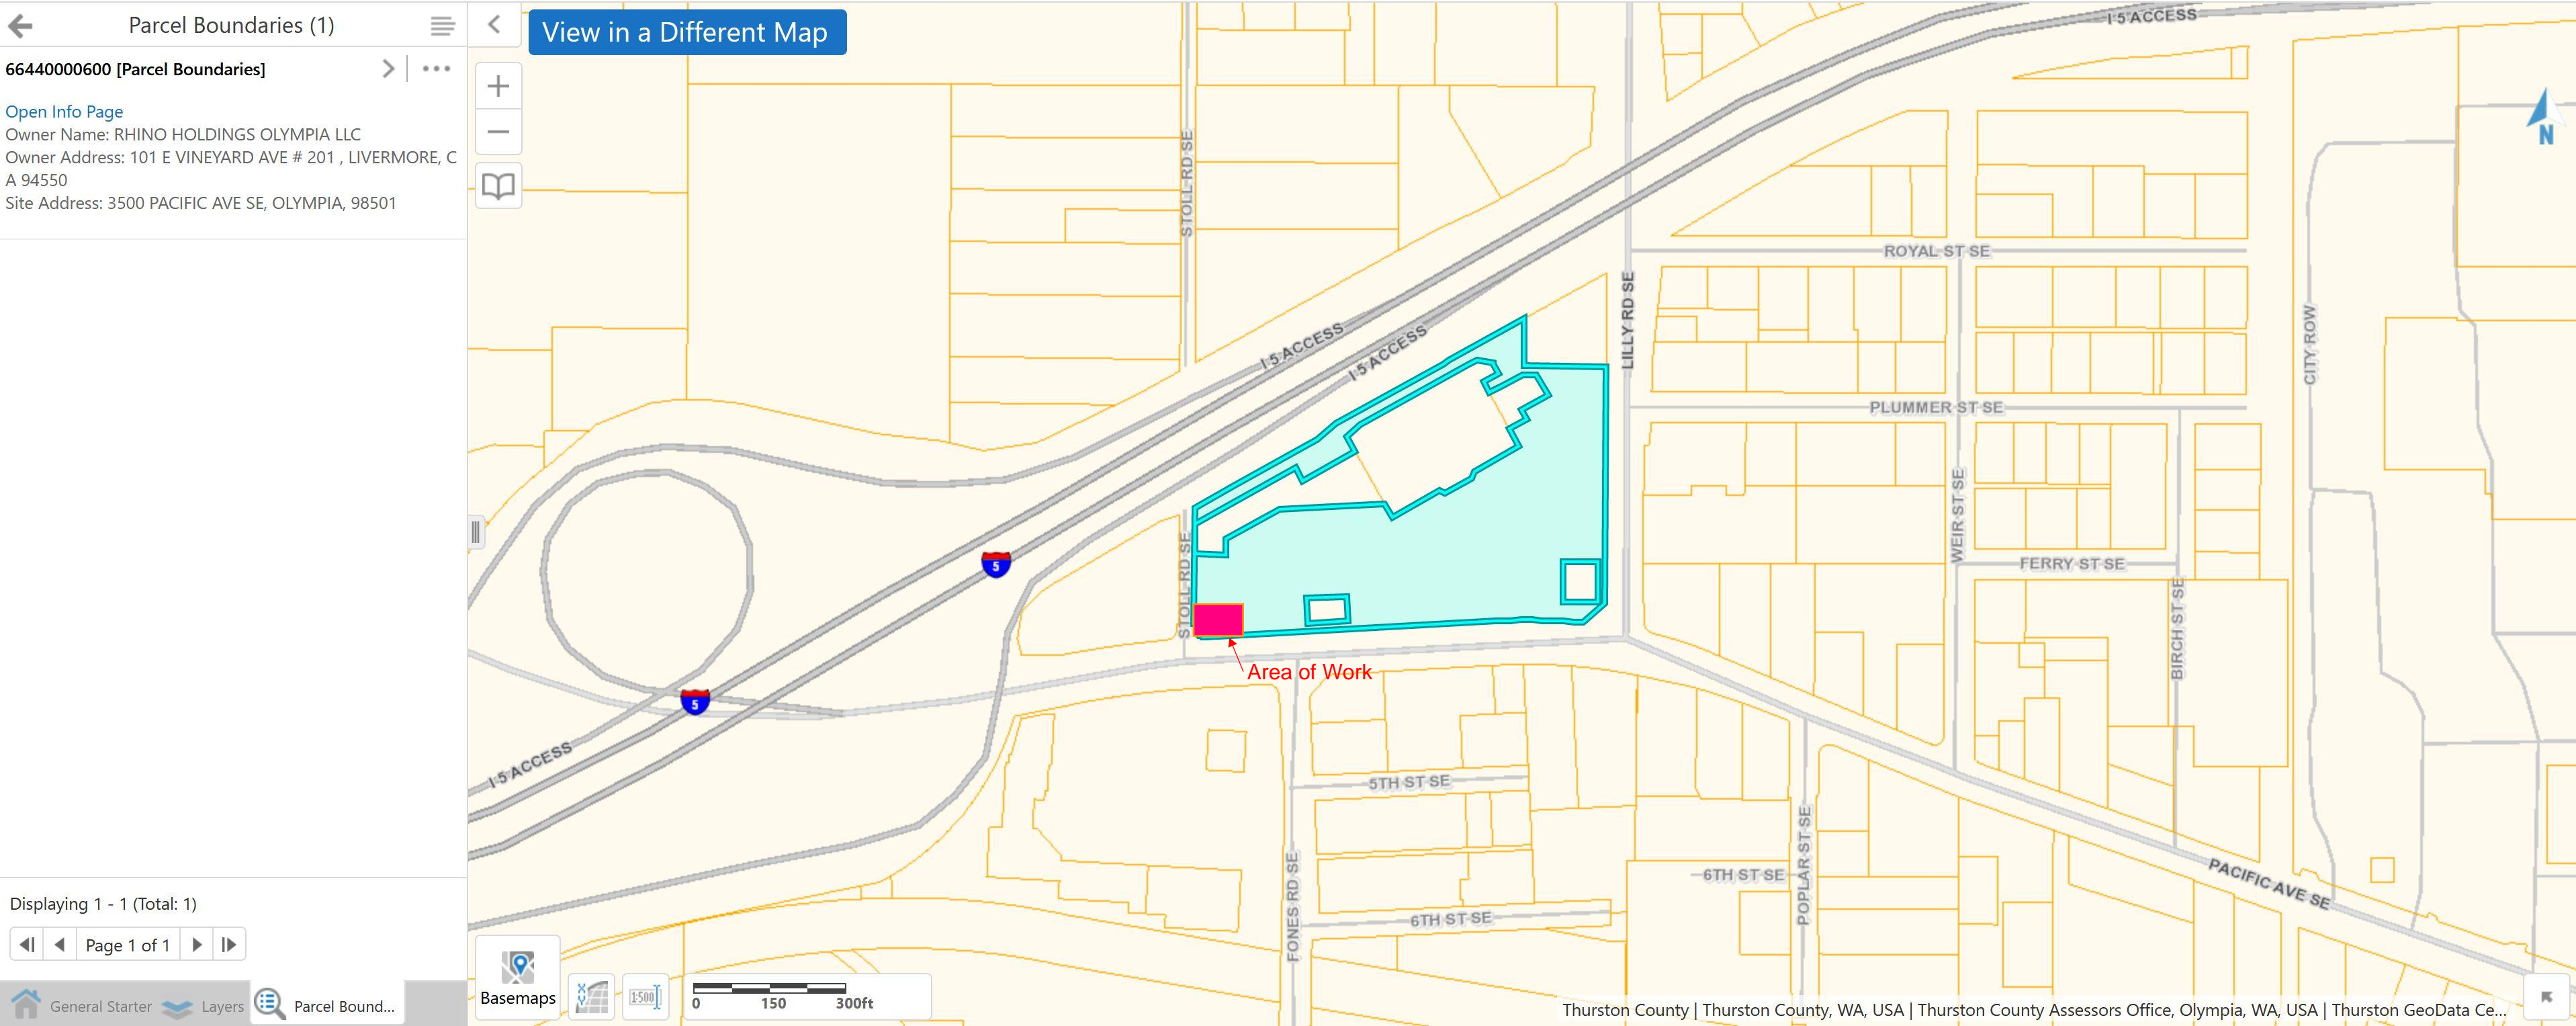 Parcel Boundaries (1)
66440000600 [Parcel Boundaries]
Open Info Page
Owner Name: RHINO HOLDINGS OLYMPIA LLC
Owner Address: 101 E VINEYARD AVE # 201 , LIVERMORE, C
A 94550
Site Address: 3500 PACIFIC AVE SE, OLYMPIA, 98501
Displaying 1 - 1 (Total: 1)
Page 1 of 1
General Starter
Layers
Parcel Bound...
View in a Different Map
I 5 ACCESS
N
STOLL RD SE
LILLY RD SE
ROYAL ST SE
CITY ROW
I 5 ACCESS
I 5 ACCESS
PLUMMER ST SE
WEIR ST SE
5
STOLL RD SE
FERRY ST SE
BIRCH ST SE
Area of Work
5
I 5 ACCESS
5TH ST SE
POPLAR ST SE
FONES RD SE
6TH ST SE
PACIFIC AVE SE
6TH ST SE
Basemaps
X
Y
1:500
0 150 300ft
Thurston County | Thurston County, WA, USA | Thurston County Assessors Office, Olympia, WA, USA | Thurston GeoData Ce...